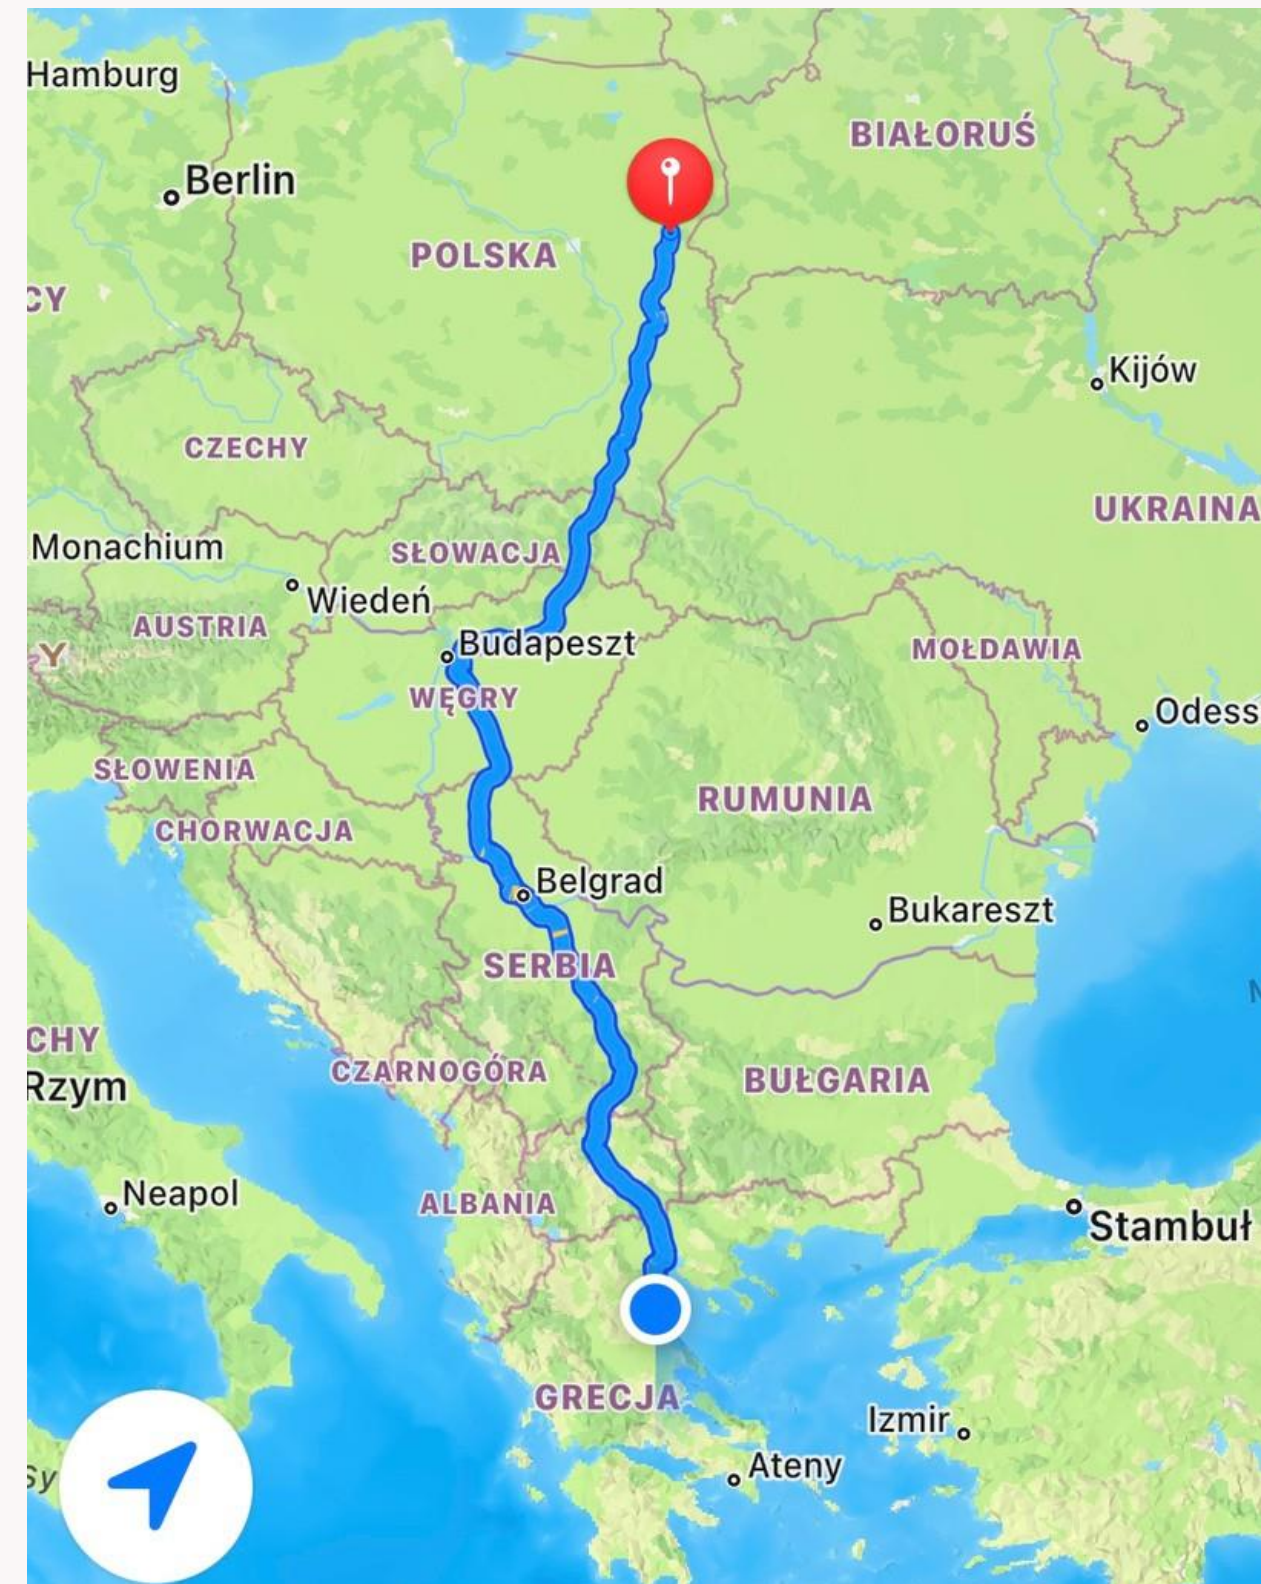 Hamburg
BIAŁORUŚ
Berlin
POLSKA
CY
Kijów
CZECHY
UKRAINA
Monachium
SŁOWACJA
Wiedeń
AUSTRIA
Budapeszt
MOŁDAWIA
Y
WĘGRY
Odess
SŁOWENIA
RUMUNIA
CHORWACJA
Belgrad
Bukareszt
SERBIA
CHY
CZARNOGÓRA
BUŁGARIA
Rzym
Neapol
ALBANIA
Stambuł
GRECJA
Izmir
Ateny
Sy